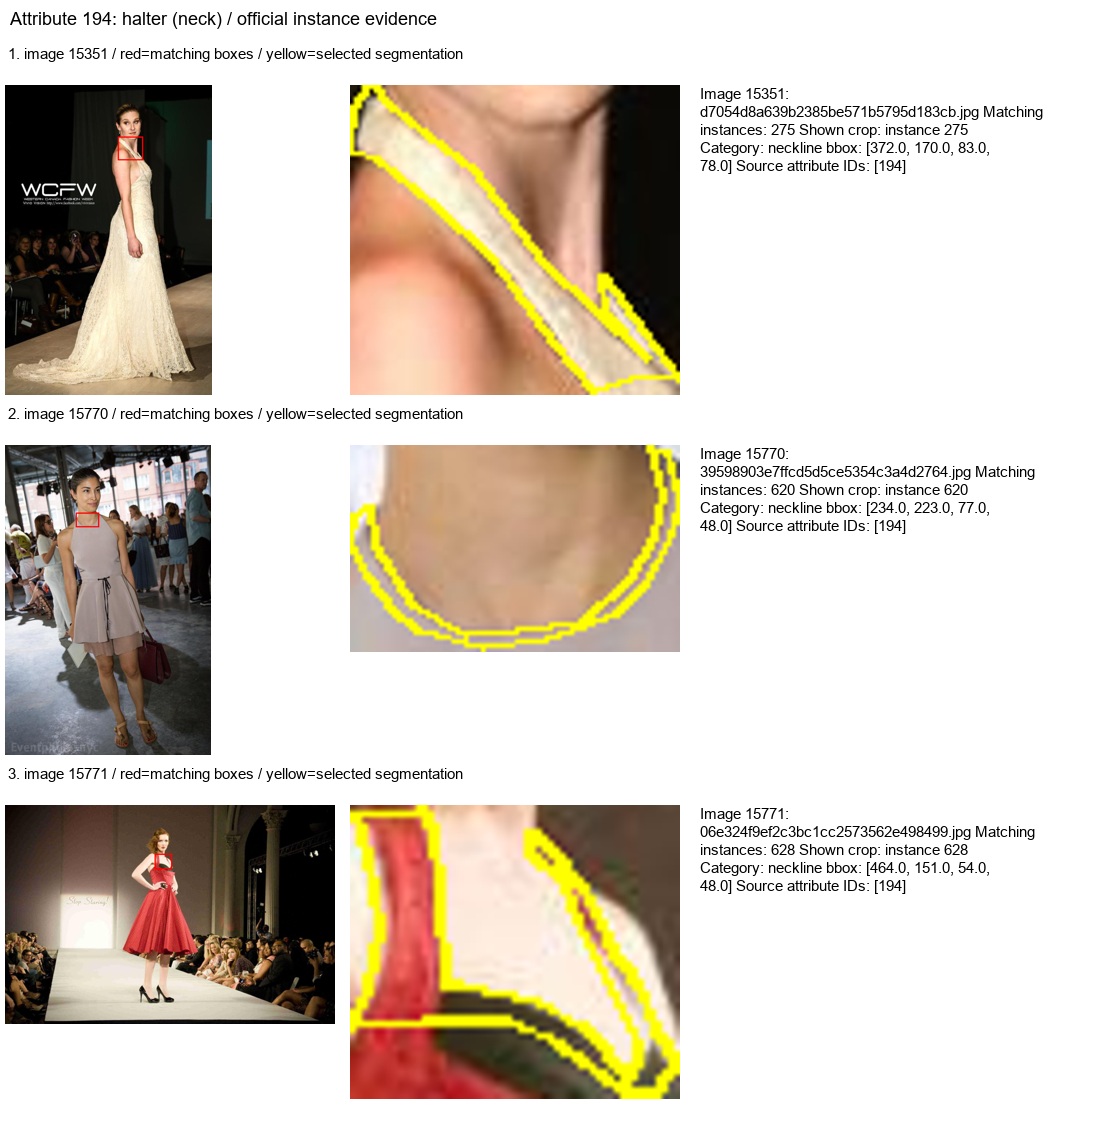 Attribute 194: halter (neck) / official instance evidence
1. image 15351 / red=matching boxes / yellow=selected segmentation
WCFW
WESTERN CANADA FASHION WEEK
Image 15351:
d7054d8a639b2385be571b5795d183cb.jpg Matching
instances: 275 Shown crop: instance 275
Category: neckline bbox: [372.0, 170.0, 83.0,
78.0] Source attribute IDs: [194]
2. image 15770 / red=matching boxes / yellow=selected segmentation
Image 15770:
39598903e7ffcd5d5ce5354c3a4d2764.jpg Matching
instances: 620 Shown crop: instance 620
Category: neckline bbox: [234.0, 223.0, 77.0,
48.0] Source attribute IDs: [194]
3. image 15771 / red=matching boxes / yellow=selected segmentation
Image 15771:
06e324f9ef2c3bc1cc2573562e498499.jpg Matching
instances: 628 Shown crop: instance 628
Category: neckline bbox: [464.0, 151.0, 54.0,
48.0] Source attribute IDs: [194]